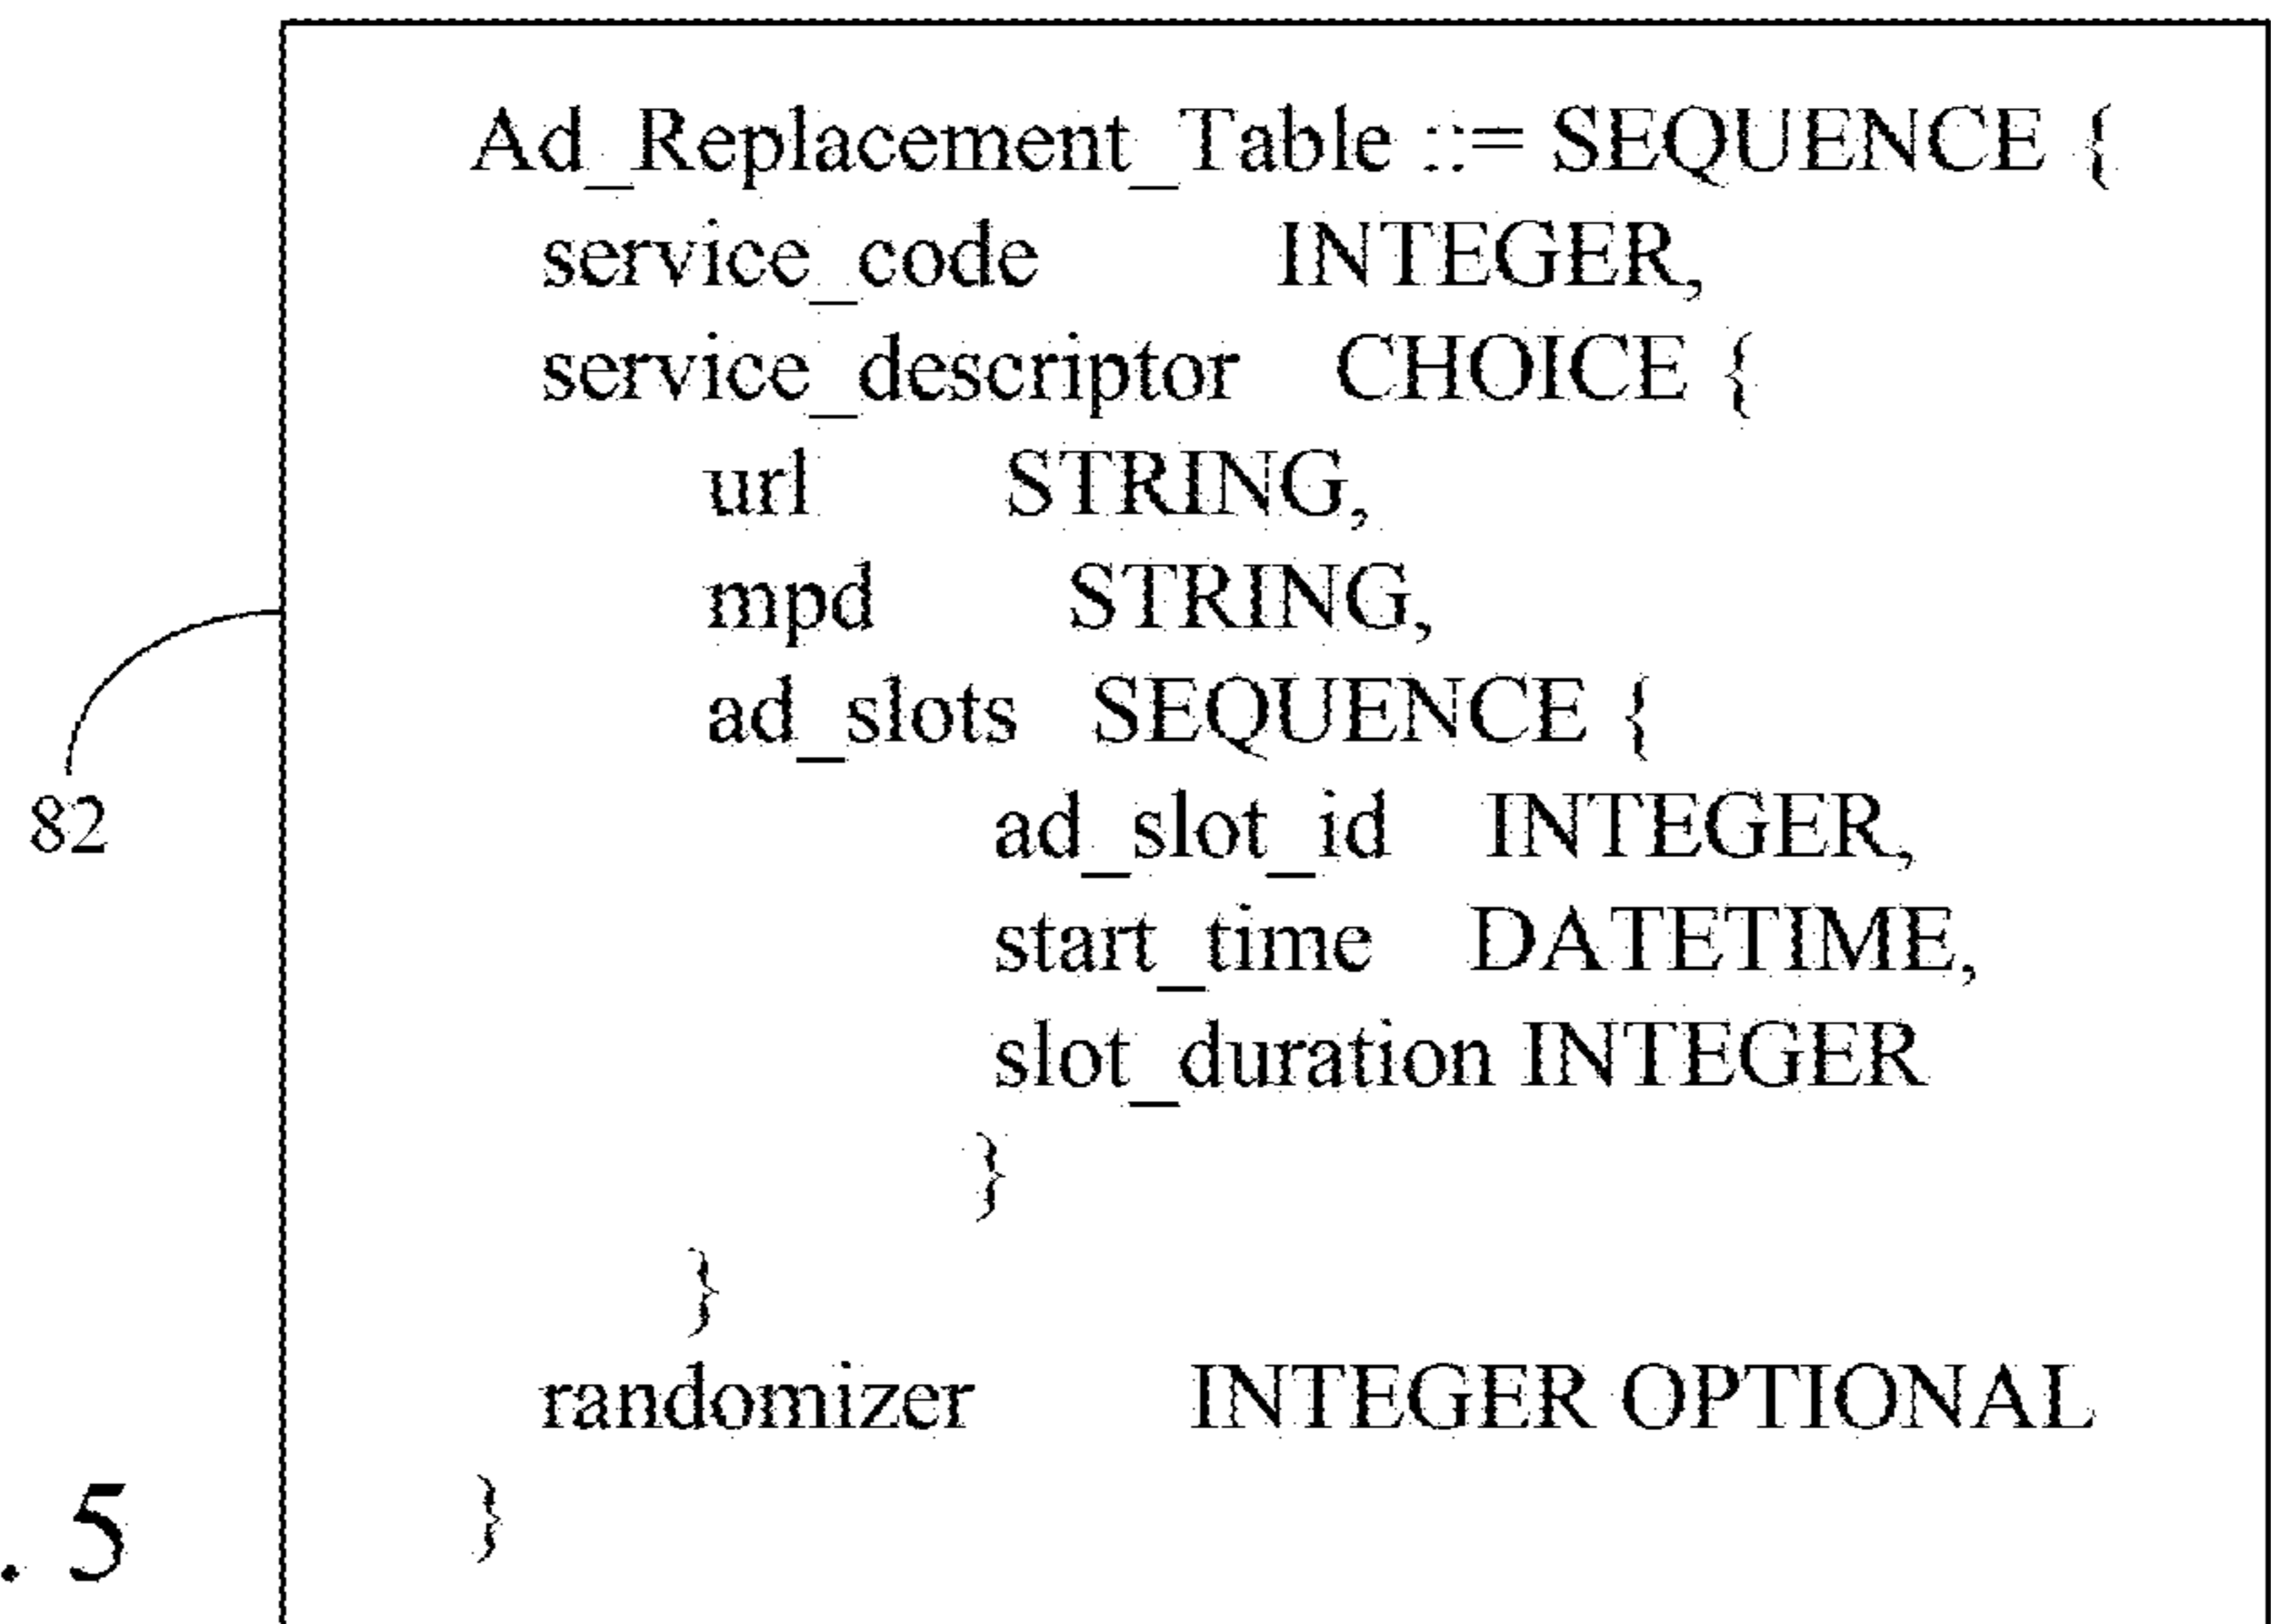 Ad_Replacement_Table ::= SEQUENCE {
service_code INTEGER,
service_descriptor CHOICE {
url STRING,
mpd STRING,
ad_slots SEQUENCE {
ad_slot_id INTEGER,
start_time DATETIME,
slot_duration INTEGER
}
}
randomizer INTEGER OPTIONAL
}
82
. 5